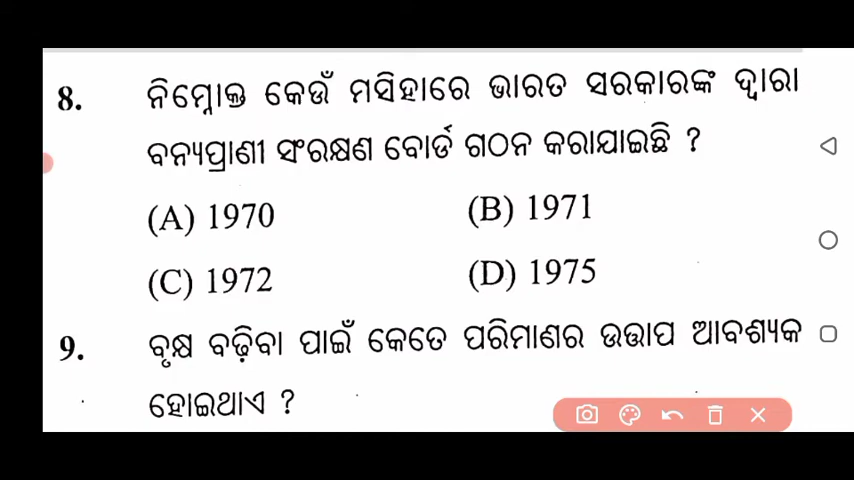 8. ନିମ୍ନୋକ୍ତ କେଉଁ ମସିହାରେ ଭାରତ ସରକାରଙ୍କ ଦ୍ୱାରା
ବନ୍ୟପ୍ରାଣୀ ସଂରକ୍ଷଣ ବୋର୍ଡ ଗଠନ କରାଯାଇଛି ?
(A) 1970 (B) 1971
(C) 1972 (D) 1975
9. ବୃକ୍ଷ ବଢ଼ିବା ପାଇଁ କେତେ ପରିମାଣର ଉତ୍ତାପ ଆବଶ୍ୟକ
ହୋଇଥାଏ ?